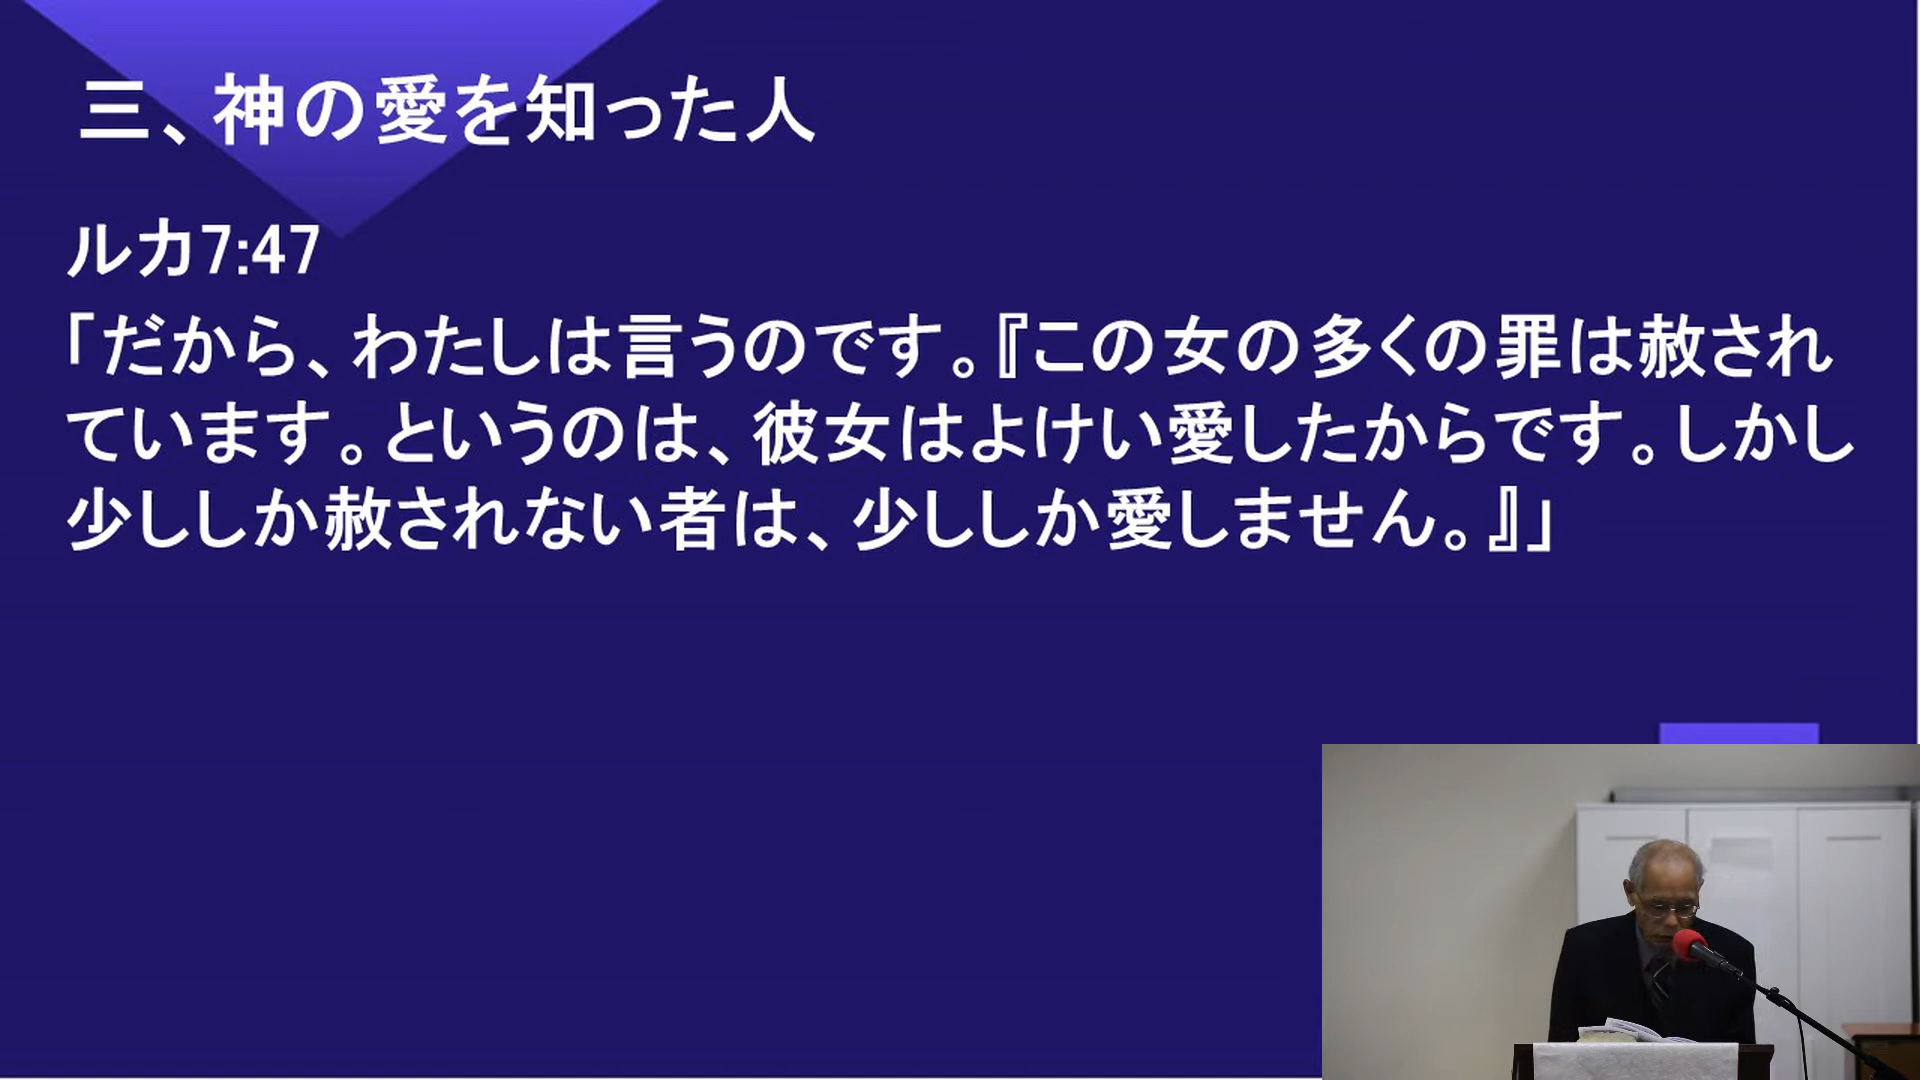 三、神の愛を知った人
ルカ7:47
「だから、わたしは言うのです。『この女の多くの罪は赦され
ています。というのは、彼女はよけい愛したからです。しかし
少ししか赦されない者は、少ししか愛しません。』」